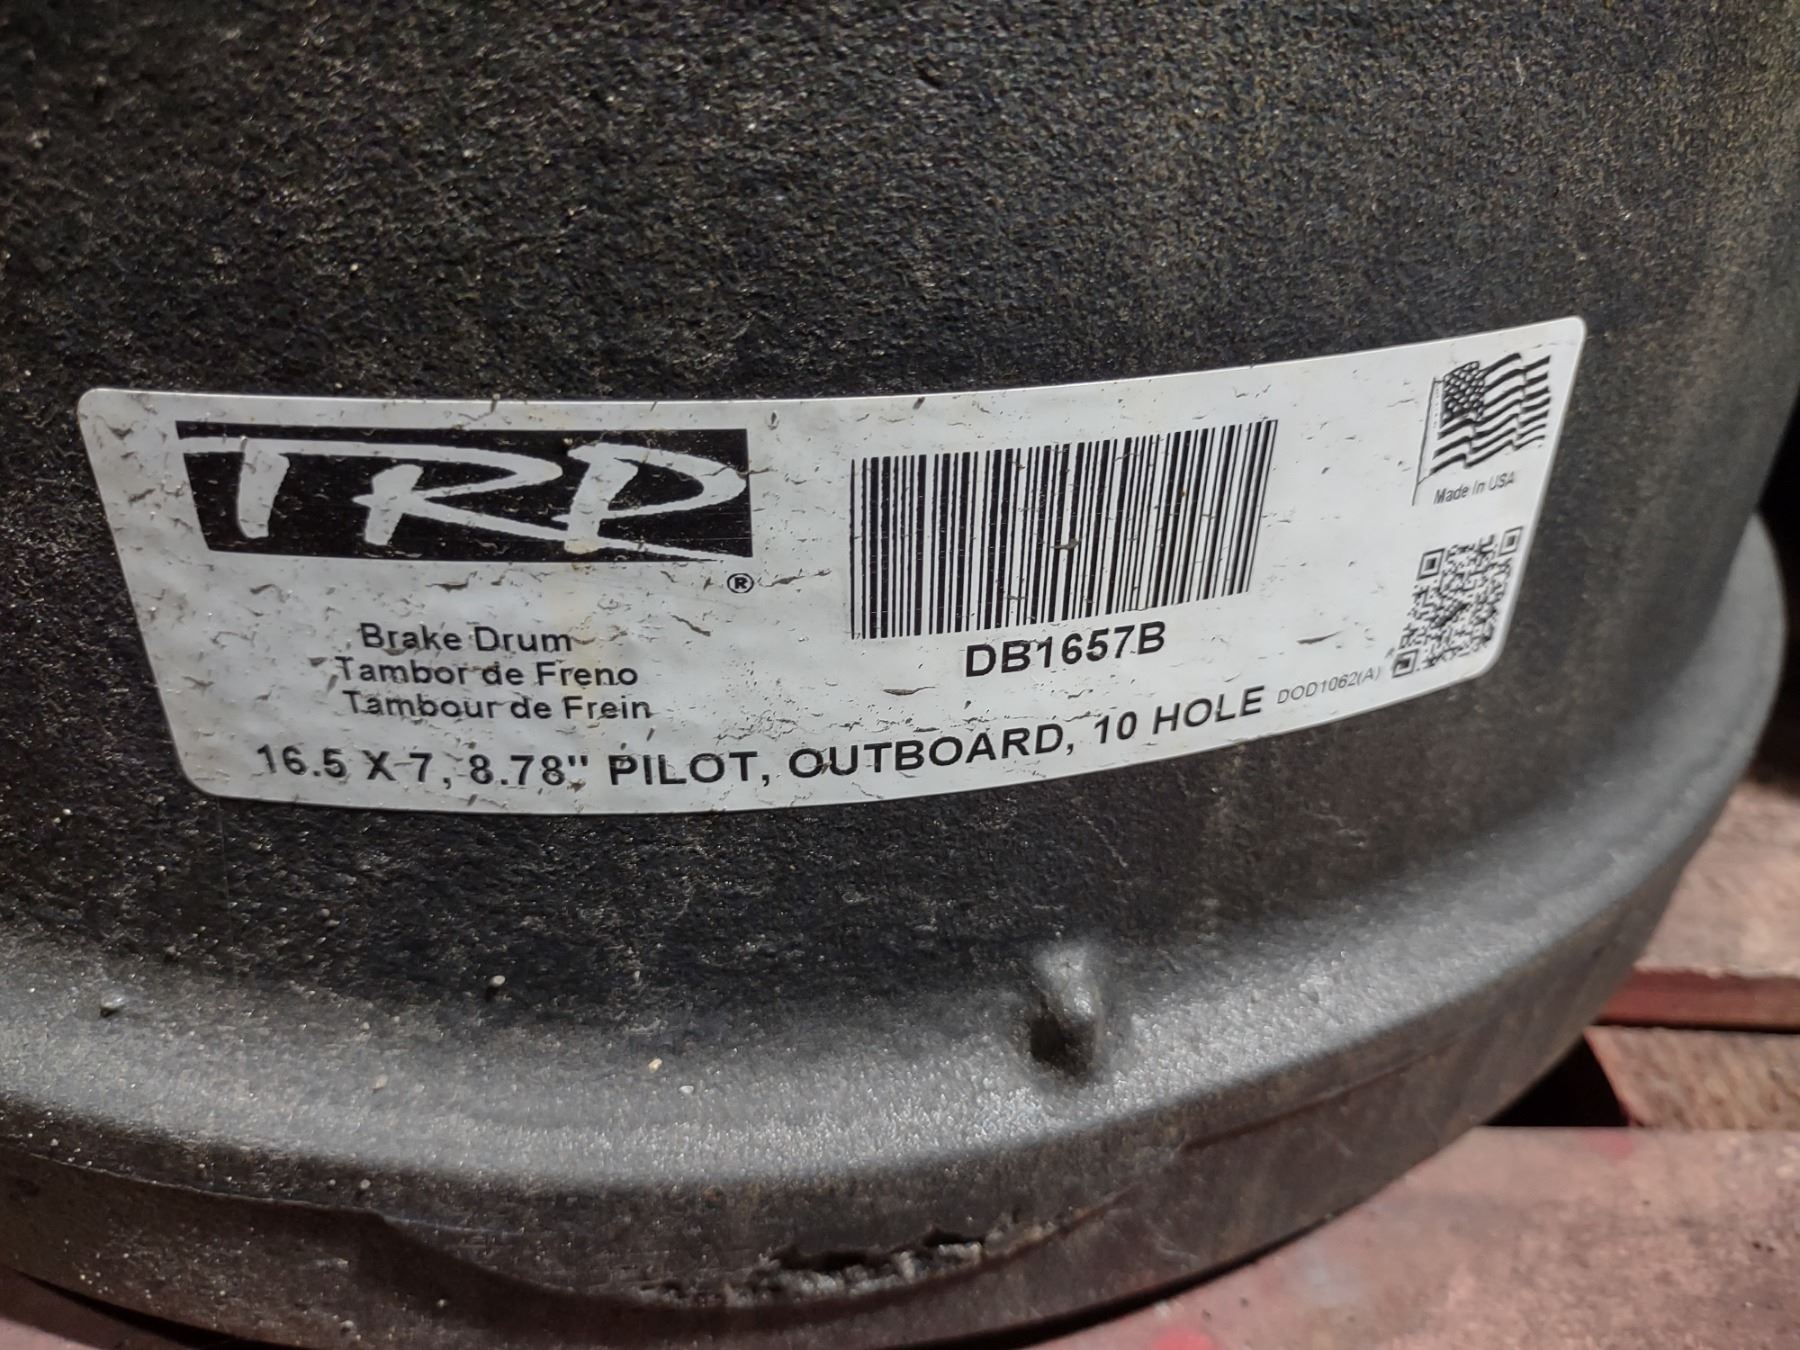 TRP
®
Brake Drum
Tambor de Freno
Tambour de Frein
DB1657B
16.5 X 7, 8.78" PILOT, OUTBOARD, 10 HOLE
DOD1062(A)
Made in USA